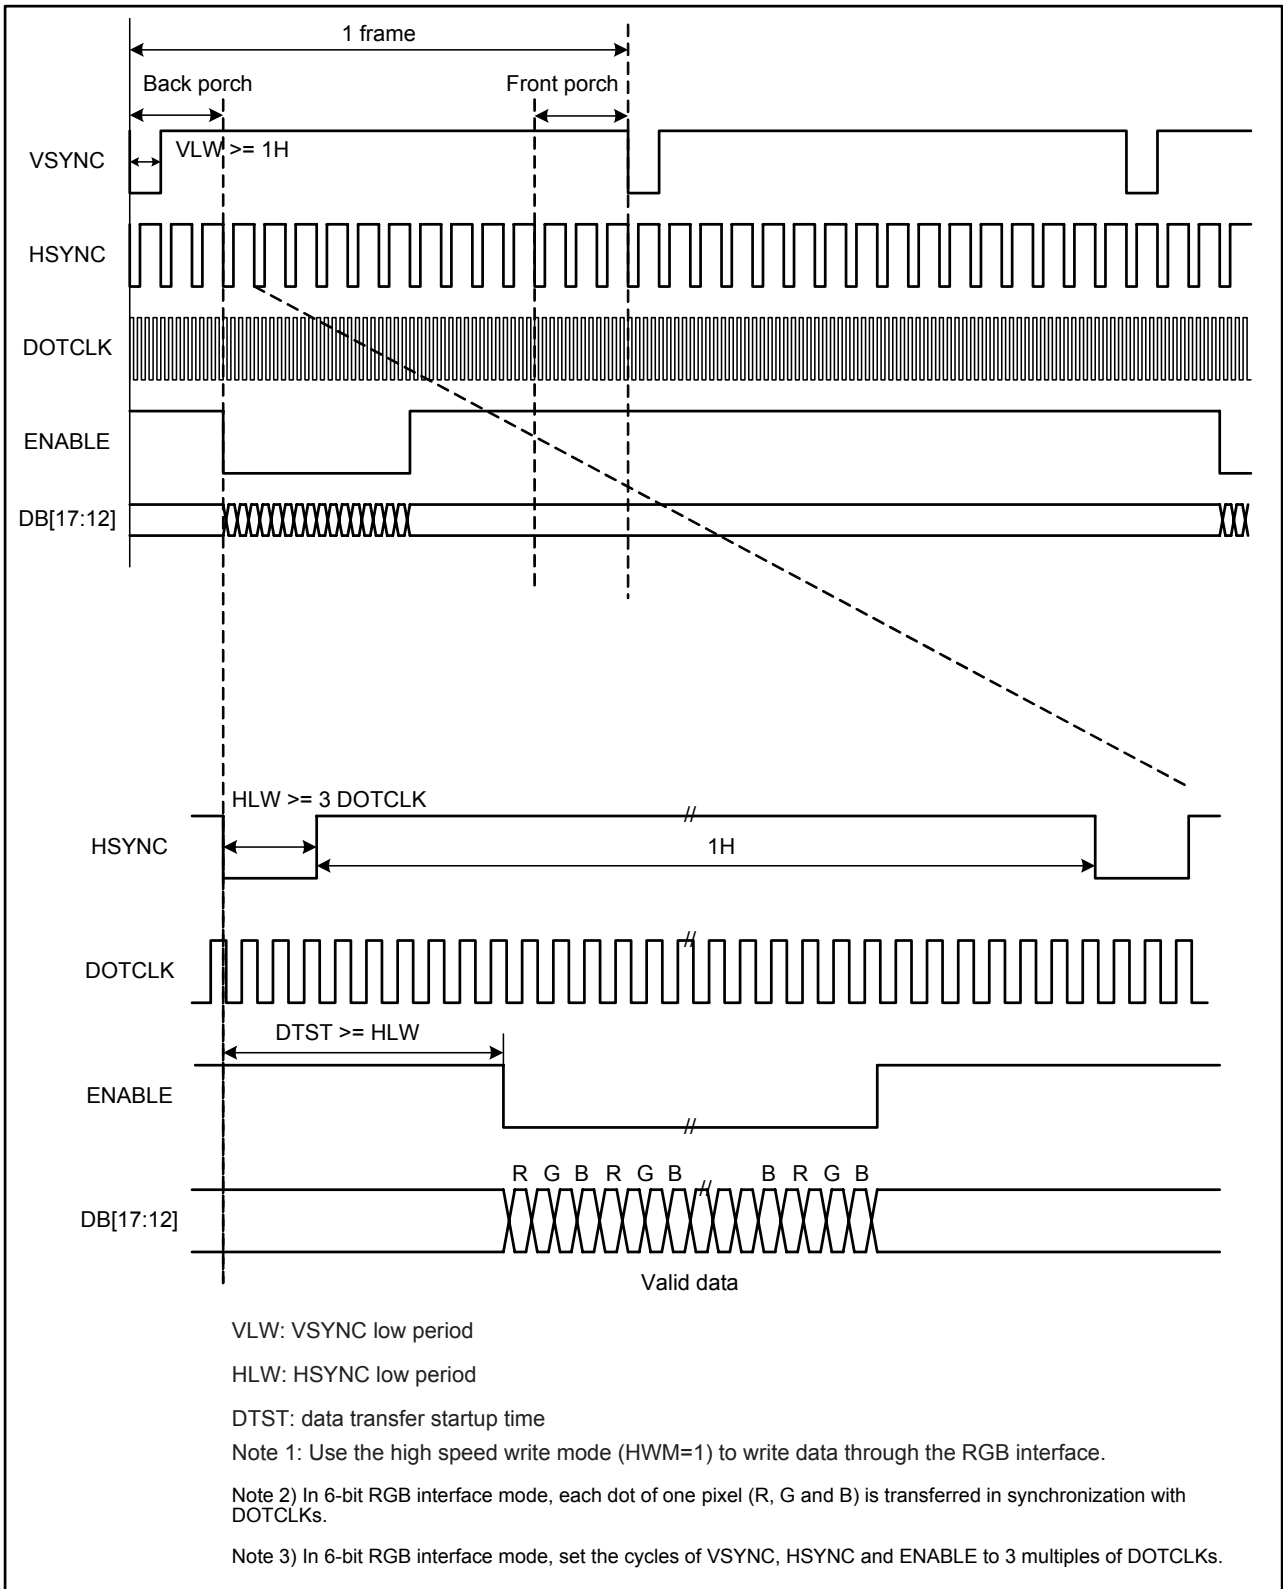 1 frame
Back porch
Front porch
VSYNC
VLW >= 1H
HSYNC
DOTCLK
ENABLE
DB[17:12]
HLW >= 3 DOTCLK
//
HSYNC
1H
//
DOTCLK
DTST >= HLW
ENABLE
//
R G B R G B B R G B
//
DB[17:12]
Valid data
VLW: VSYNC low period
HLW: HSYNC low period
DTST: data transfer startup time
Note 1: Use the high speed write mode (HWM=1) to write data through the RGB interface.
Note 2) In 6-bit RGB interface mode, each dot of one pixel (R, G and B) is transferred in synchronization with
DOTCLKs.
Note 3) In 6-bit RGB interface mode, set the cycles of VSYNC, HSYNC and ENABLE to 3 multiples of DOTCLKs.